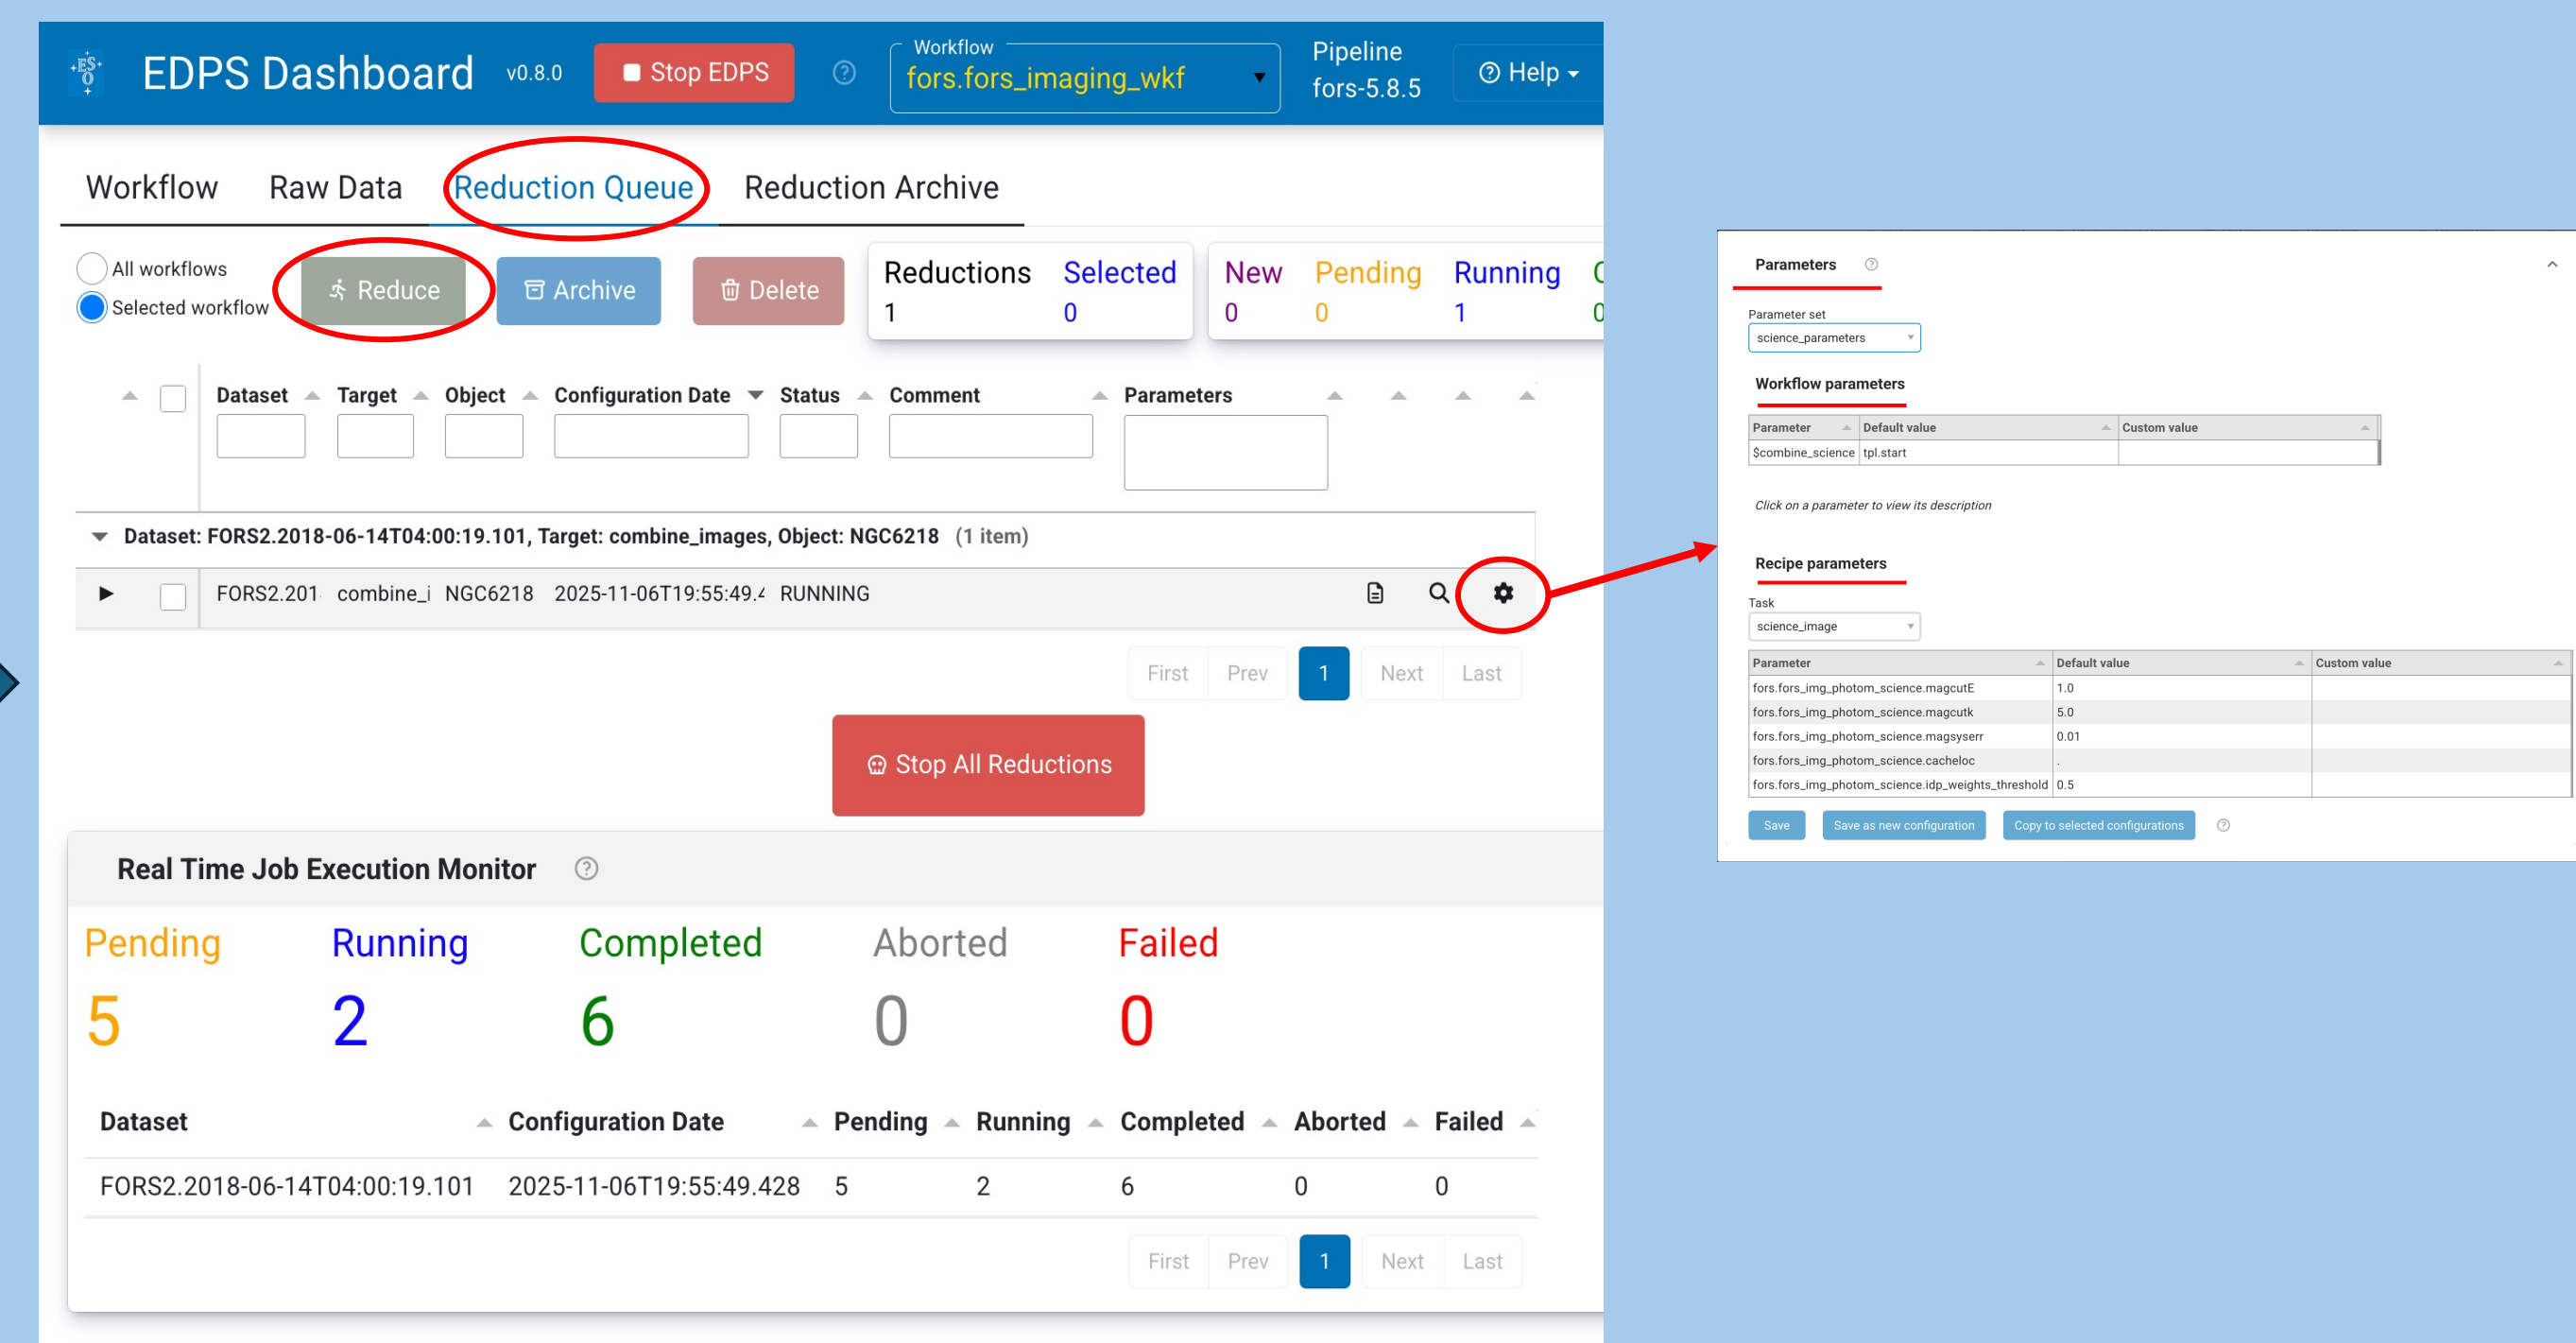 EDPS Dashboard v0.8.0 Stop EDPS ? Workflow fors.fors_imaging_wkf Pipeline fors-5.8.5 ? Help
Workflow Raw Data Reduction Queue Reduction Archive
All workflows
Selected workflow
Reduce Archive Delete
Reductions Selected New Pending Running
1 0 0 0 1 0
Dataset Target Object Configuration Date Status Comment Parameters
Dataset: FORS2.2018-06-14T04:00:19.101, Target: combine_images, Object: NGC6218 (1 item)
FORS2.201 combine_i NGC6218 2025-11-06T19:55:49.4 RUNNING
First Prev 1 Next Last
Stop All Reductions
Real Time Job Execution Monitor ?
Pending Running Completed Aborted Failed
5 2 6 0 0
Dataset Configuration Date Pending Running Completed Aborted Failed
FORS2.2018-06-14T04:00:19.101 2025-11-06T19:55:49.428 5 2 6 0 0
First Prev 1 Next Last
Parameters ?
Parameter set
science_parameters
Workflow parameters
Parameter Default value Custom value
$combine_science tpl.start
Click on a parameter to view its description
Recipe parameters
Task
science_image
Parameter Default value Custom value
fors.fors_img_photom_science.magcutE 1.0
fors.fors_img_photom_science.magcutk 5.0
fors.fors_img_photom_science.magsyserr 0.01
fors.fors_img_photom_science.cacheloc .
fors.fors_img_photom_science.idp_weights_threshold 0.5
Save Save as new configuration Copy to selected configurations ?